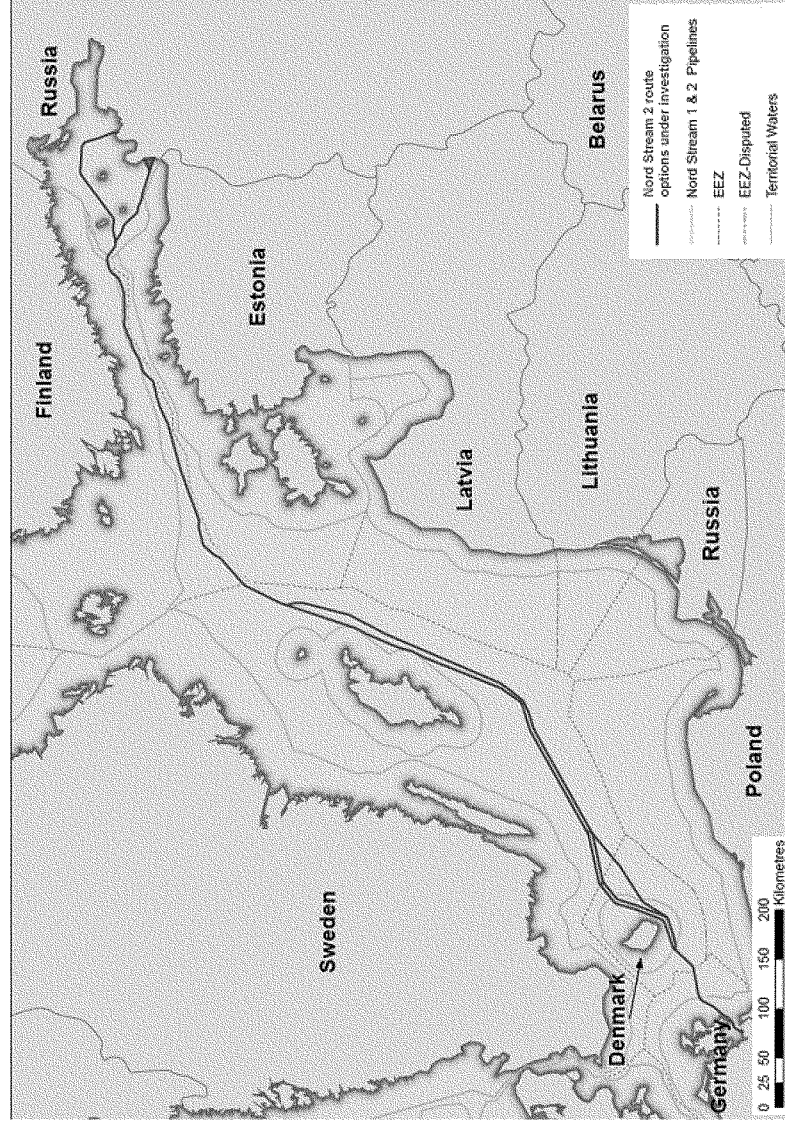 Finland
Russia
Estonia
Sweden
Latvia
Belarus
Lithuania
Russia
Denmark
Germany
Poland
Nord Stream 2 route
options under investigation
Nord Stream 1 & 2 Pipelines
EEZ
EEZ-Disputed
Territorial Waters
0 25 50 100 150 200
Kilometres